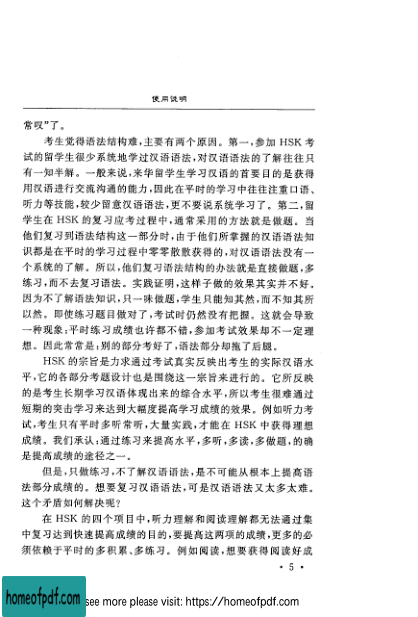 使用说明
常叹”了。
考生觉得语法结构难,主要有两个原因。第一,参加 HSK 考
试的留学生很少系统地学过汉语语法,对汉语语法的了解往往只
有一知半解。一般来说,来华留学生学习汉语的首要目的是获得
用汉语进行交流沟通的能力,因此在平时的学习中往往注重口语、
听力等技能,较少留意汉语语法,更不要说系统学习了。第二,留
学生在 HSK 的复习应考过程中,通常采用的方法就是做题。当
他们复习到语法结构这一部分时,由于他们所掌握的汉语语法知
识都是在平时的学习过程中零零散散获得的,对汉语语法没有一
个系统的了解。所以,他们复习语法结构的办法就是直接做题,多
练习,而不去复习语法。实践证明,这样子做的效果其实并不好。
因为不了解语法知识,只一味做题,学生只能知其然,而不知其所
以然。即使练习题目做对了,考试时仍然没有把握。这就会导致
一种现象:平时练习成绩也许都不错,参加考试效果却不一定理
想。因此常常是:别的部分考好了,语法部分却拖了后腿。
HSK 的宗旨是力求通过考试真实反映出考生的实际汉语水
平,它的各部分考题设计也是围绕这一宗旨来进行的。它所反映
的是考生长期学习汉语体现出来的综合水平,所以考生很难通过
短期的突击学习来达到大幅度提高学习成绩的效果。例如听力考
试,考生只有平时多听常听,大量实践,才能在 HSK 中获得理想
成绩。我们承认:通过练习来提高水平,多听,多读,多做题,的确
是提高成绩的途径之一。
但是,只做练习,不了解汉语语法,是不可能从根本上提高语
法部分成绩的。想要复习汉语语法,可是汉语语法又太多太难。
这个矛盾如何解决呢?
在 HSK 的四个项目中,听力理解和阅读理解都无法通过集
中复习达到快速提高成绩的目的,要提高这两项的成绩,更多的必
须依赖于平时的多积累、多练习。例如阅读,想要获得阅读好成
· 5 ·
homeofpdf.com
see more please visit: https://homeofpdf.com